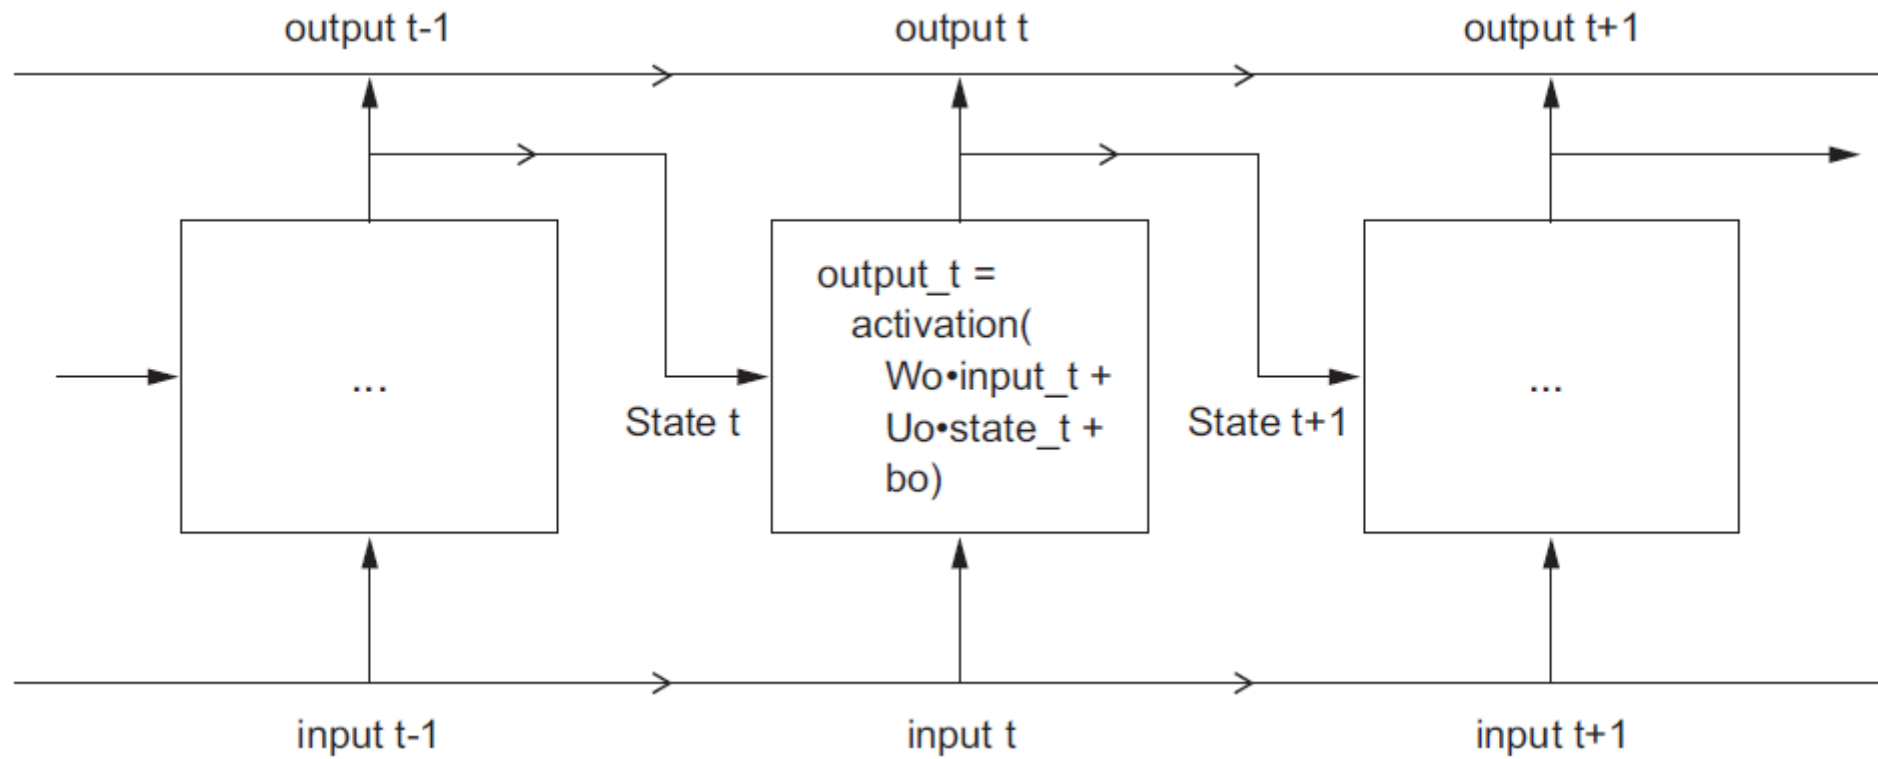 output t-1
output t
output t+1
...
output_t =
activation(
Wo•input_t +
Uo•state_t +
bo)
...
State t
State t+1
input t-1
input t
input t+1